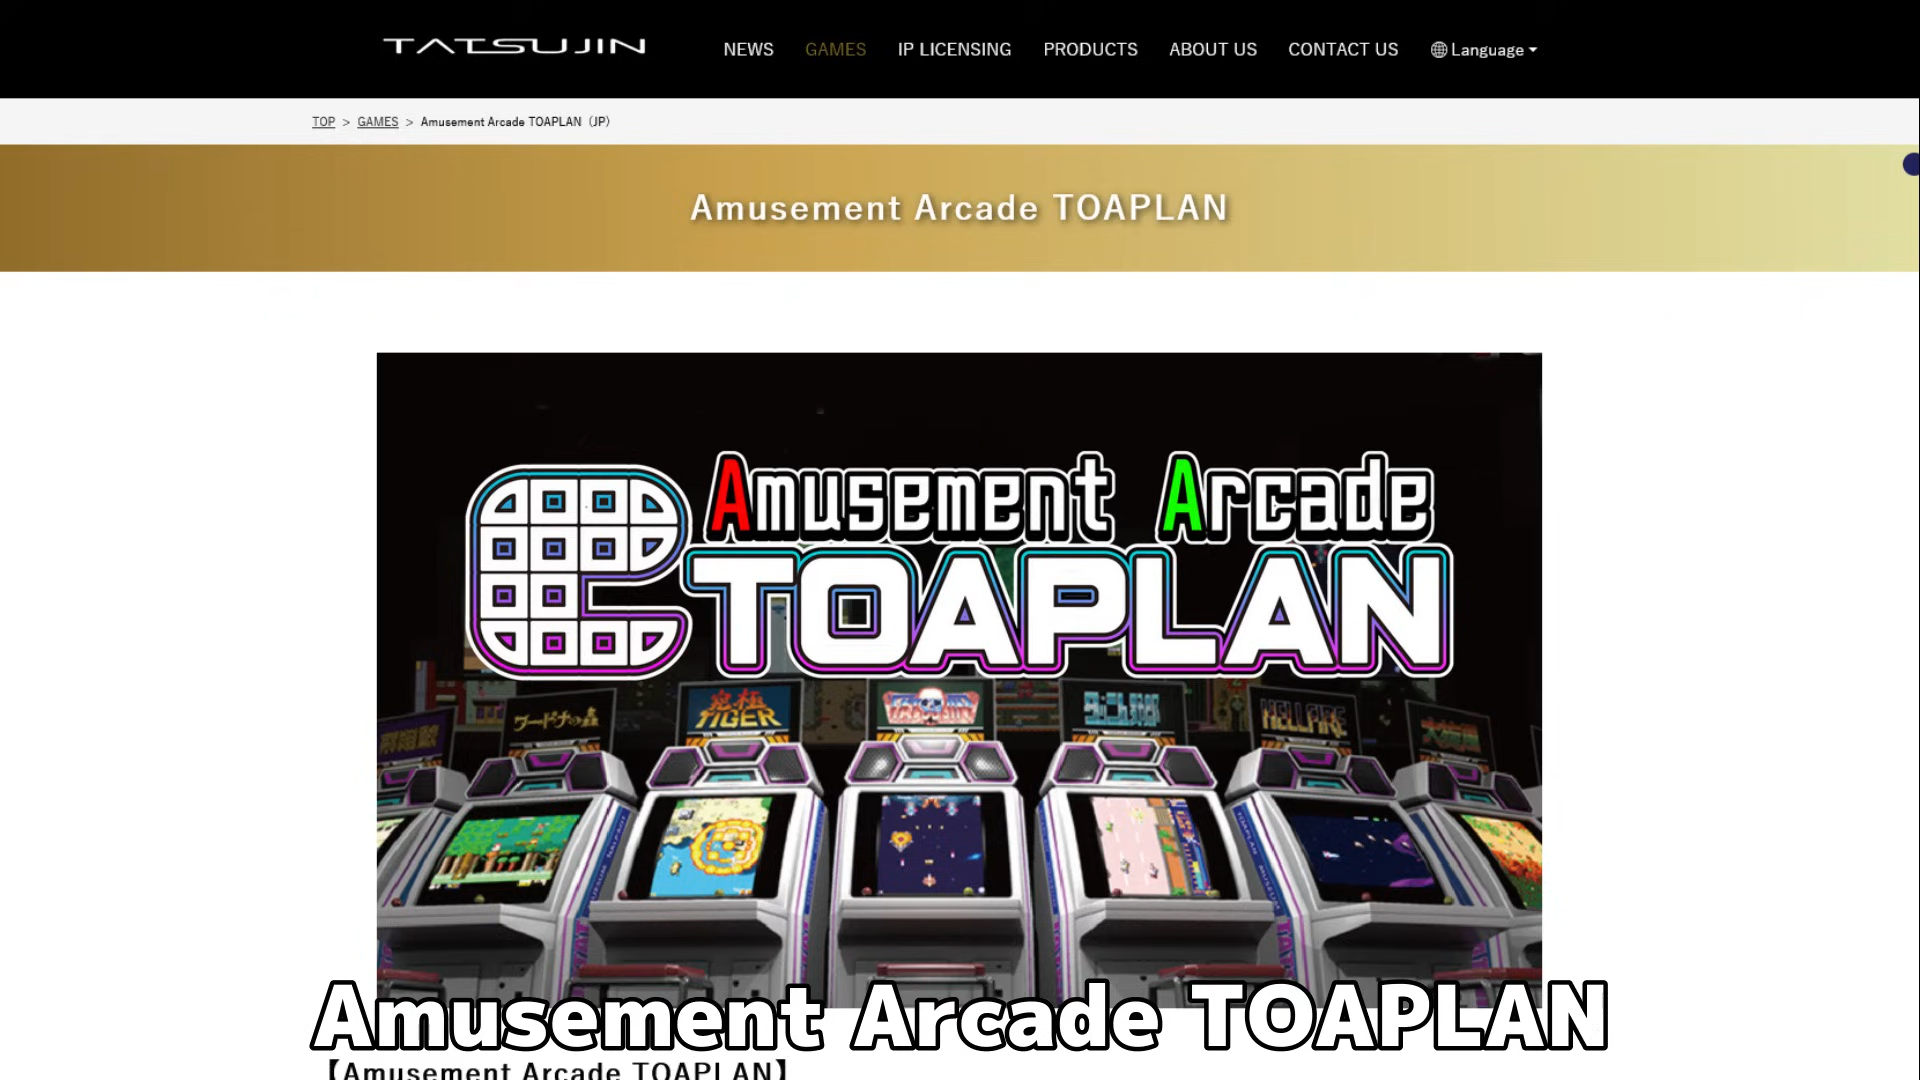 TATSUJIN
NEWS GAMES IP LICENSING PRODUCTS ABOUT US CONTACT US Language
TOP > GAMES > Amusement Arcade TOAPLAN（JP）
Amusement Arcade TOAPLAN
Amusement Arcade
TOAPLAN
究極
TIGER
HELLFIRE
Amusement Arcade TOAPLAN
【Amusement Arcade TOAPLAN】